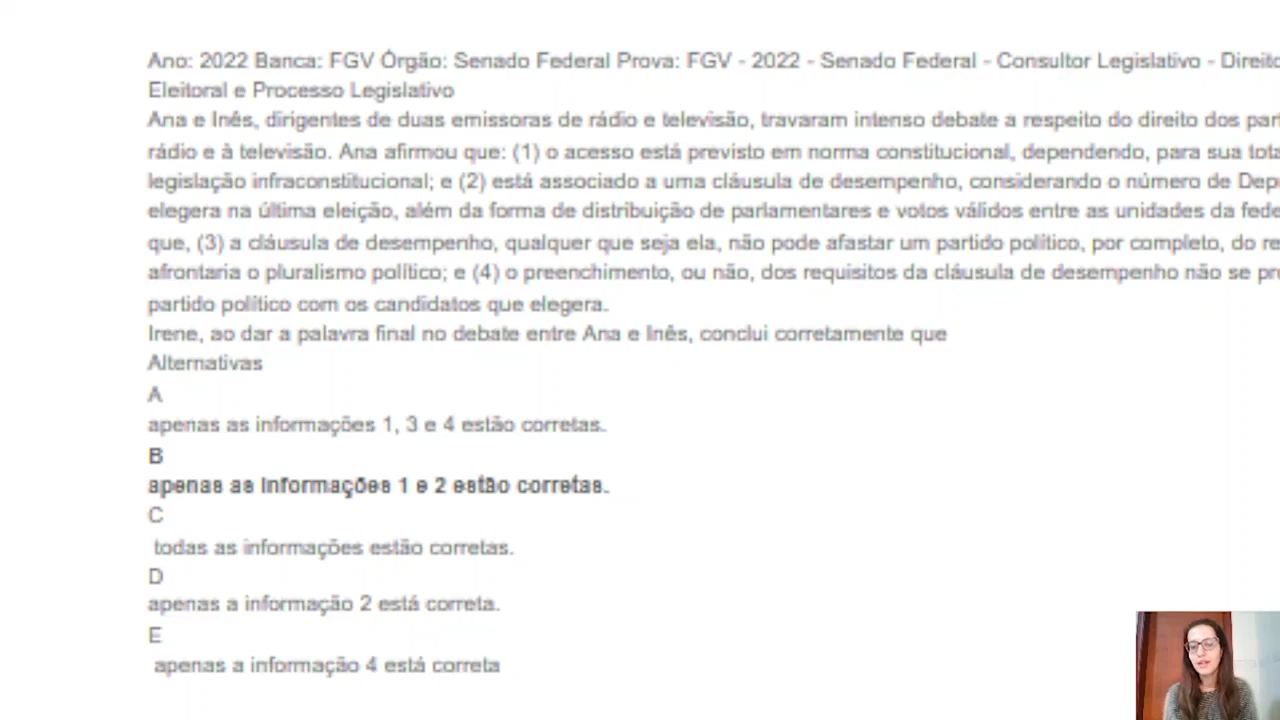 Ano: 2022 Banca: FGV Órgão: Senado Federal Prova: FGV - 2022 - Senado Federal - Consultor Legislativo - Direito
Eleitoral e Processo Legislativo
Ana e Inês, dirigentes de duas emissoras de rádio e televisão, travaram intenso debate a respeito do direito dos
rádio e à televisão. Ana afirmou que: (1) o acesso está previsto em norma constitucional, dependendo, para sua
legislação infraconstitucional; e (2) está associado a uma cláusula de desempenho, considerando o número de
elegera na última eleição, além da forma de distribuição de parlamentares e votos válidos entre as unidades da
que, (3) a cláusula de desempenho, qualquer que seja ela, não pode afastar um partido político, por completo, do
afrontaria o pluralismo político; e (4) o preenchimento, ou não, dos requisitos da cláusula de desempenho não se
partido político com os candidatos que elegera.
Irene, ao dar a palavra final no debate entre Ana e Inês, conclui corretamente que
Alternativas
A
apenas as informações 1, 3 e 4 estão corretas.
B
apenas as informações 1 e 2 estão corretas.
C
todas as informações estão corretas.
D
apenas a informação 2 está correta.
E
apenas a informação 4 está correta